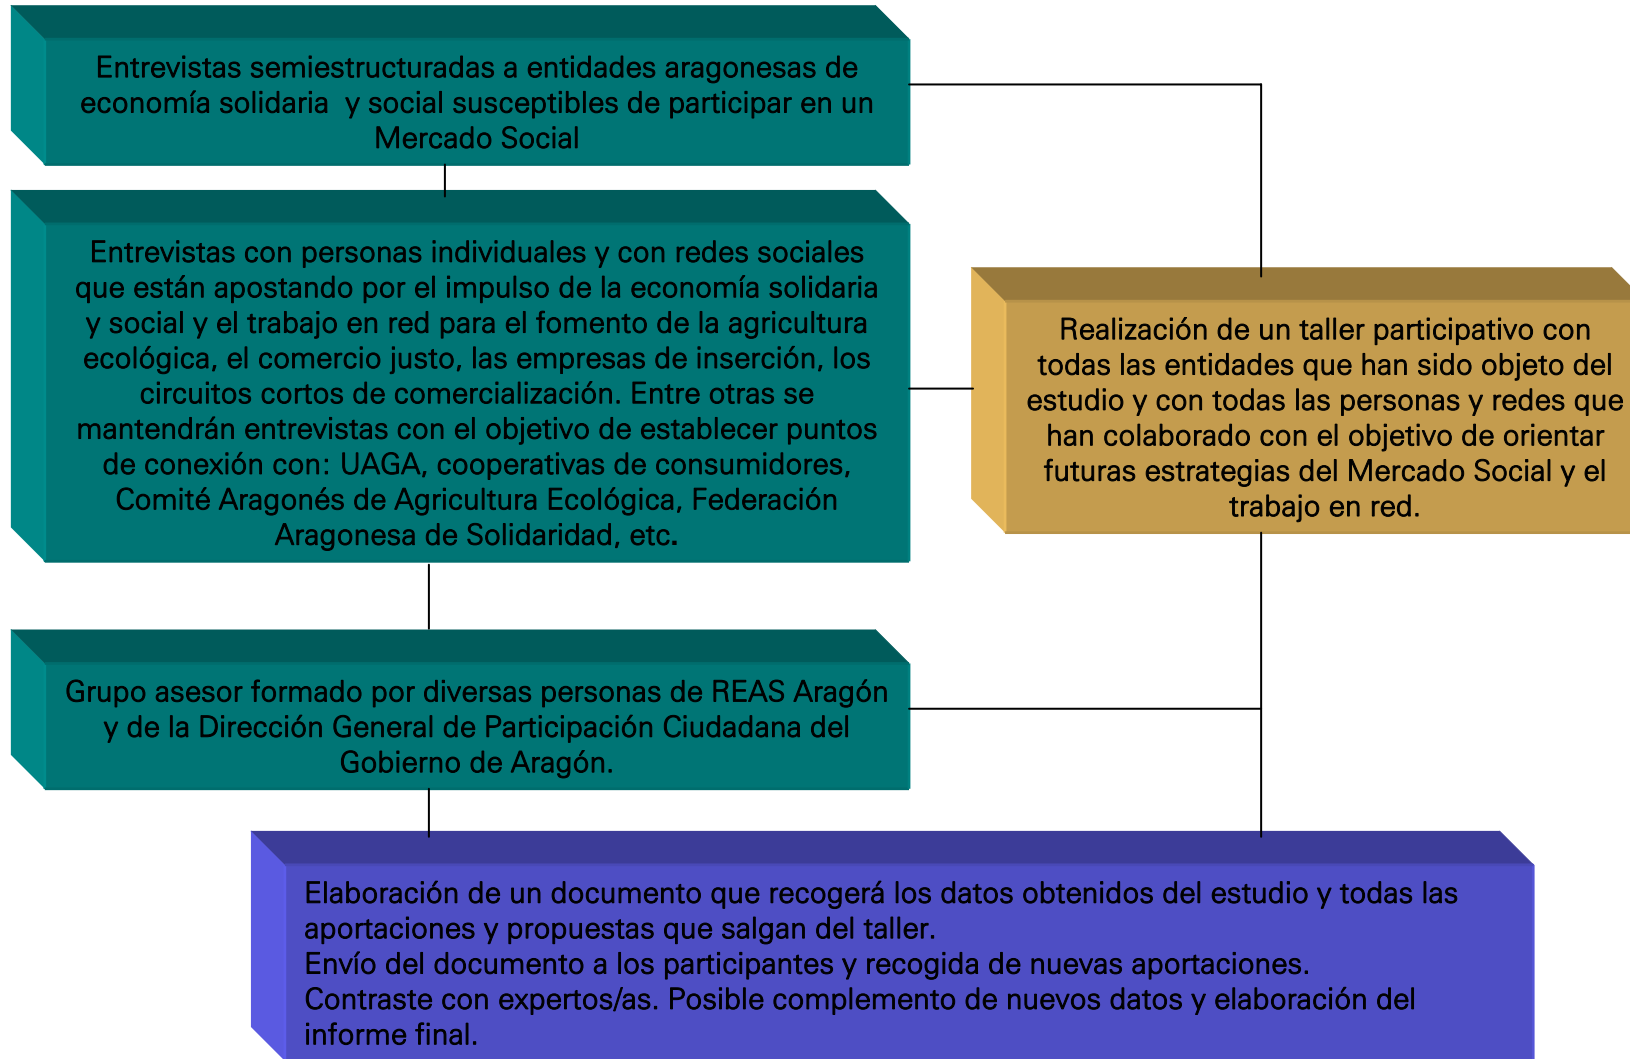 Entrevistas semiestructuradas a entidades aragonesas de
economía solidaria  y social susceptibles de participar en un
Mercado Social
Entrevistas con personas individuales y con redes sociales
que están apostando por el impulso de la economía solidaria
y social y el trabajo en red para el fomento de la agricultura
ecológica, el comercio justo, las empresas de inserción, los
circuitos cortos de comercialización. Entre otras se
mantendrán entrevistas con el objetivo de establecer puntos
de conexión con: UAGA, cooperativas de consumidores,
Comité Aragonés de Agricultura Ecológica, Federación
Aragonesa de Solidaridad, etc.
Realización de un taller participativo con
todas las entidades que han sido objeto del
estudio y con todas las personas y redes que
han colaborado con el objetivo de orientar
futuras estrategias del Mercado Social y el
trabajo en red.
Grupo asesor formado por diversas personas de REAS Aragón
y de la Dirección General de Participación Ciudadana del
Gobierno de Aragón.
Elaboración de un documento que recogerá los datos obtenidos del estudio y todas las
aportaciones y propuestas que salgan del taller.
Envío del documento a los participantes y recogida de nuevas aportaciones.
Contraste con expertos/as. Posible complemento de nuevos datos y elaboración del
informe final.